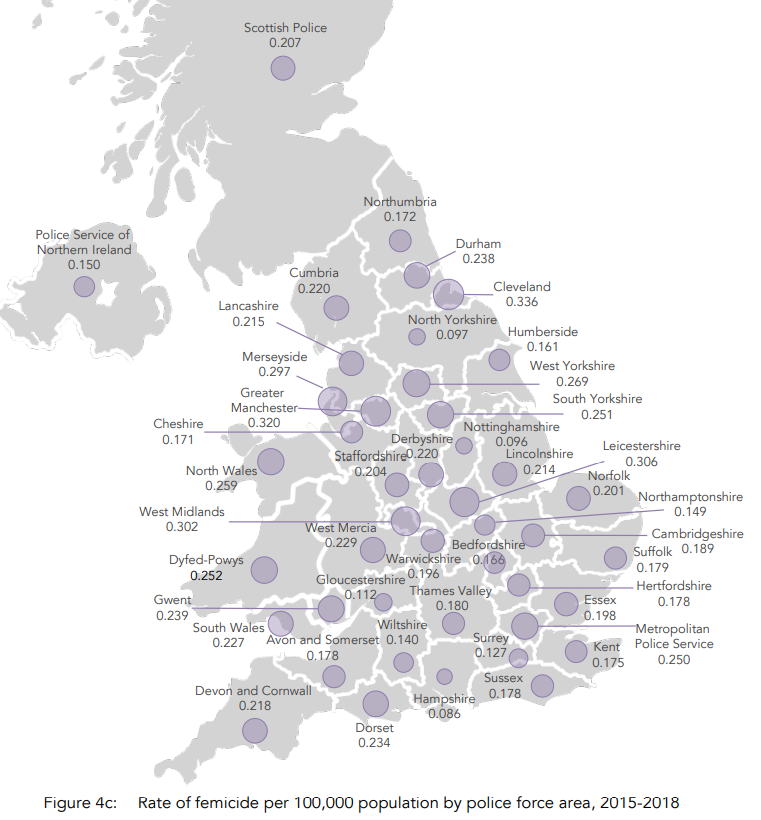 Scottish Police
0.207
Northumbria
0.172
Police Service of
Northern Ireland
0.150
Durham
0.238
Cumbria
0.220
Cleveland
0.336
Lancashire
0.215
North Yorkshire
0.097
Humberside
0.161
Merseyside
0.297
West Yorkshire
0.269
Greater
Manchester
0.320
South Yorkshire
0.251
Cheshire
0.171
Nottinghamshire
0.096
Derbyshire
0.220
Leicestershire
0.306
Staffordshire
0.204
Lincolnshire
0.214
North Wales
0.259
Norfolk
0.201
Northamptonshire
0.149
West Midlands
0.302
West Mercia
0.229
Cambridgeshire
0.189
Bedfordshire
0.166
Suffolk
0.179
Dyfed-Powys
0.252
Warwickshire
0.196
Gloucestershire
0.112
Thames Valley
0.180
Hertfordshire
0.178
Gwent
0.239
Essex
0.198
South Wales
0.227
Wiltshire
0.140
Metropolitan
Police Service
0.250
Avon and Somerset
0.178
Surrey
0.127
Kent
0.175
Sussex
0.178
Devon and Cornwall
0.218
Hampshire
0.086
Dorset
0.234
Figure 4c: Rate of femicide per 100,000 population by police force area, 2015-2018